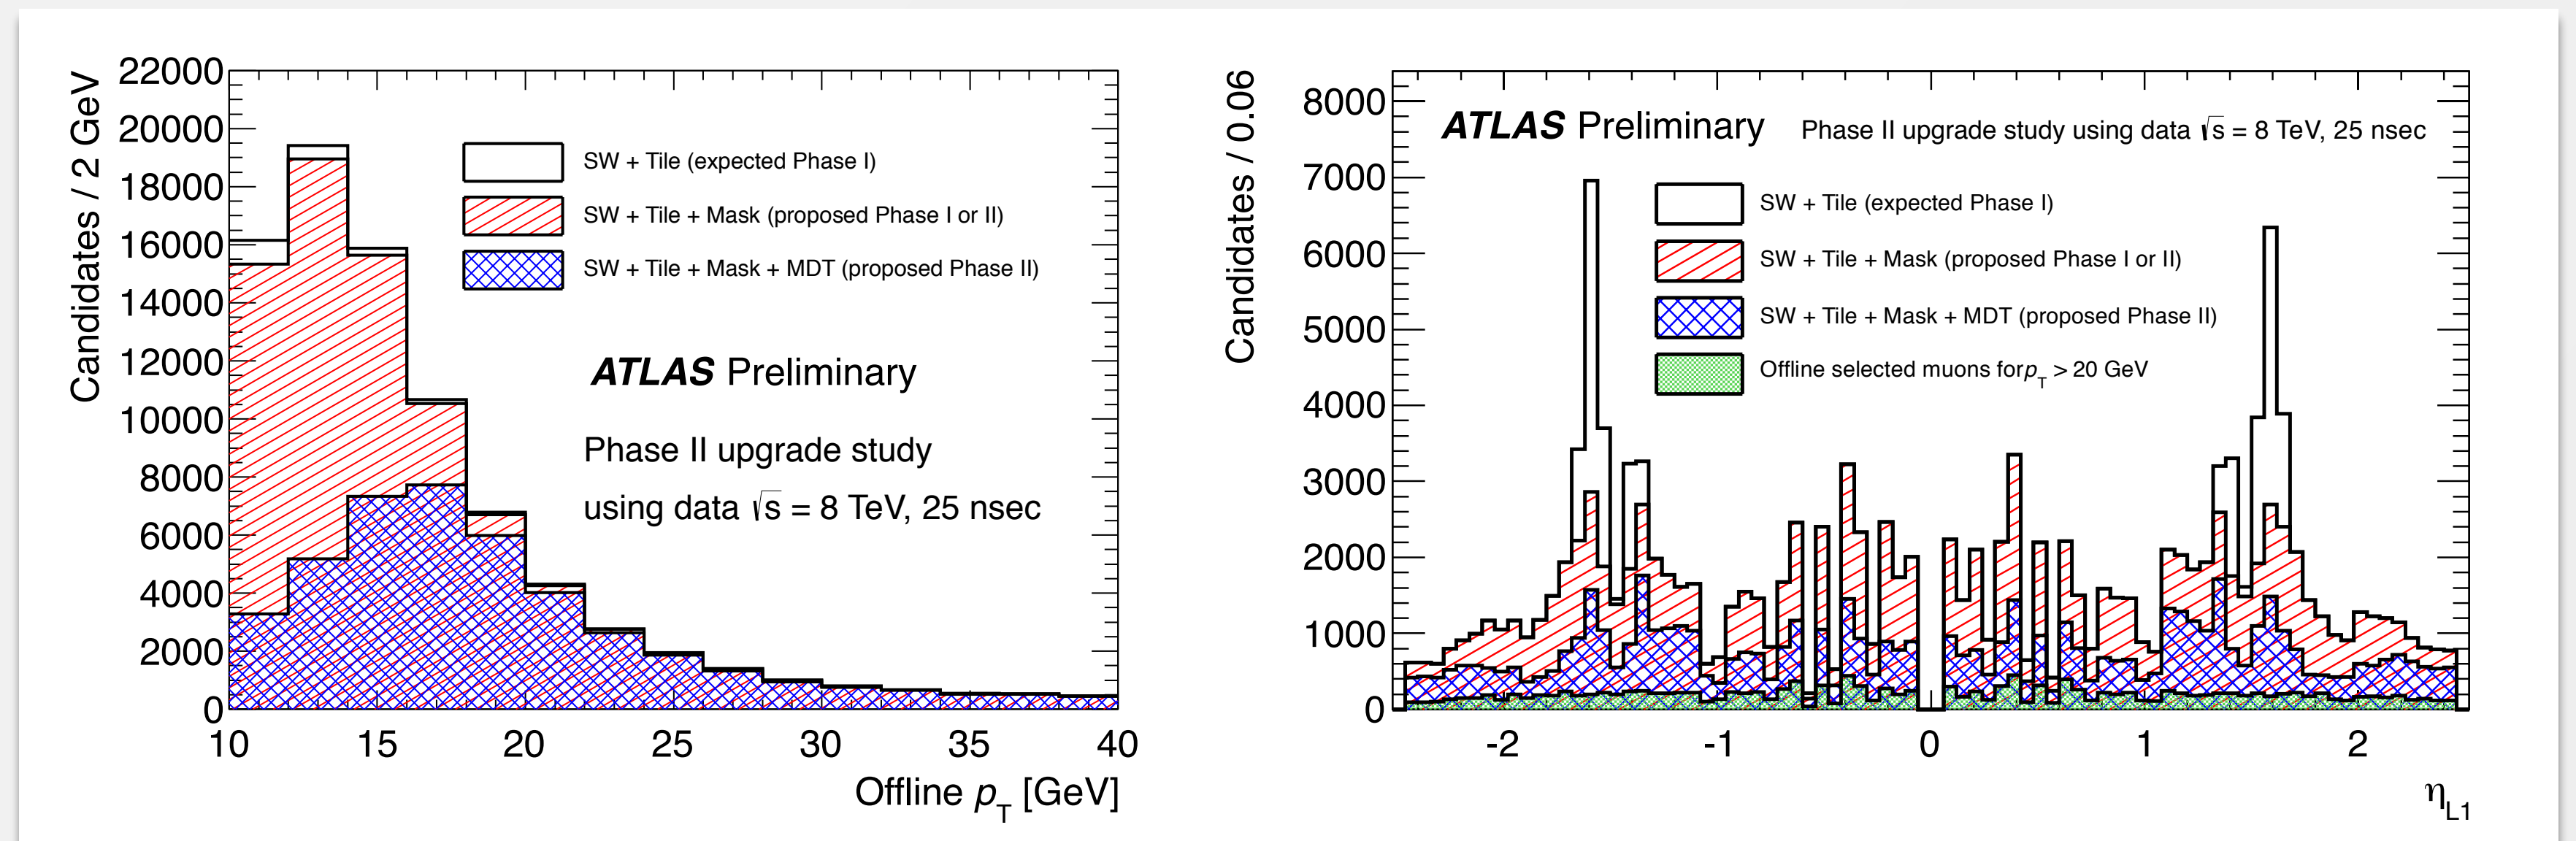 Candidates / 2 GeV
22000
20000
18000
16000
14000
12000
10000
8000
6000
4000
2000
0
SW + Tile (expected Phase I)
SW + Tile + Mask (proposed Phase I or II)
SW + Tile + Mask + MDT (proposed Phase II)
ATLAS Preliminary
Phase II upgrade study
using data √s = 8 TeV, 25 nsec
10 15 20 25 30 35 40
Offline pT [GeV]
Candidates / 0.06
8000
7000
6000
5000
4000
3000
2000
1000
0
ATLAS Preliminary Phase II upgrade study using data √s = 8 TeV, 25 nsec
SW + Tile (expected Phase I)
SW + Tile + Mask (proposed Phase I or II)
SW + Tile + Mask + MDT (proposed Phase II)
Offline selected muons forpT > 20 GeV
-2 -1 0 1 2
ηL1